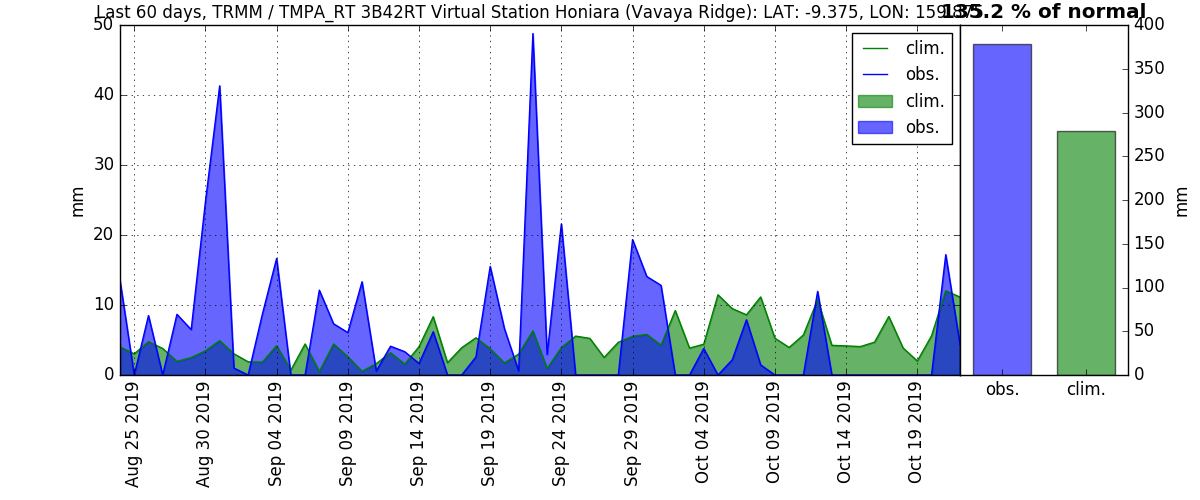 Last 60 days, TRMM / TMPA_RT 3B42RT Virtual Station Honiara (Vavaya Ridge): LAT: -9.375, LON:
135.2 % of normal
50
40
30
20
10
0
mm
clim.
obs.
clim.
obs.
400
350
300
250
200
150
100
50
0
mm
Aug 25 2019
Aug 30 2019
Sep 04 2019
Sep 09 2019
Sep 14 2019
Sep 19 2019
Sep 24 2019
Sep 29 2019
Oct 04 2019
Oct 09 2019
Oct 14 2019
Oct 19 2019
obs. clim.